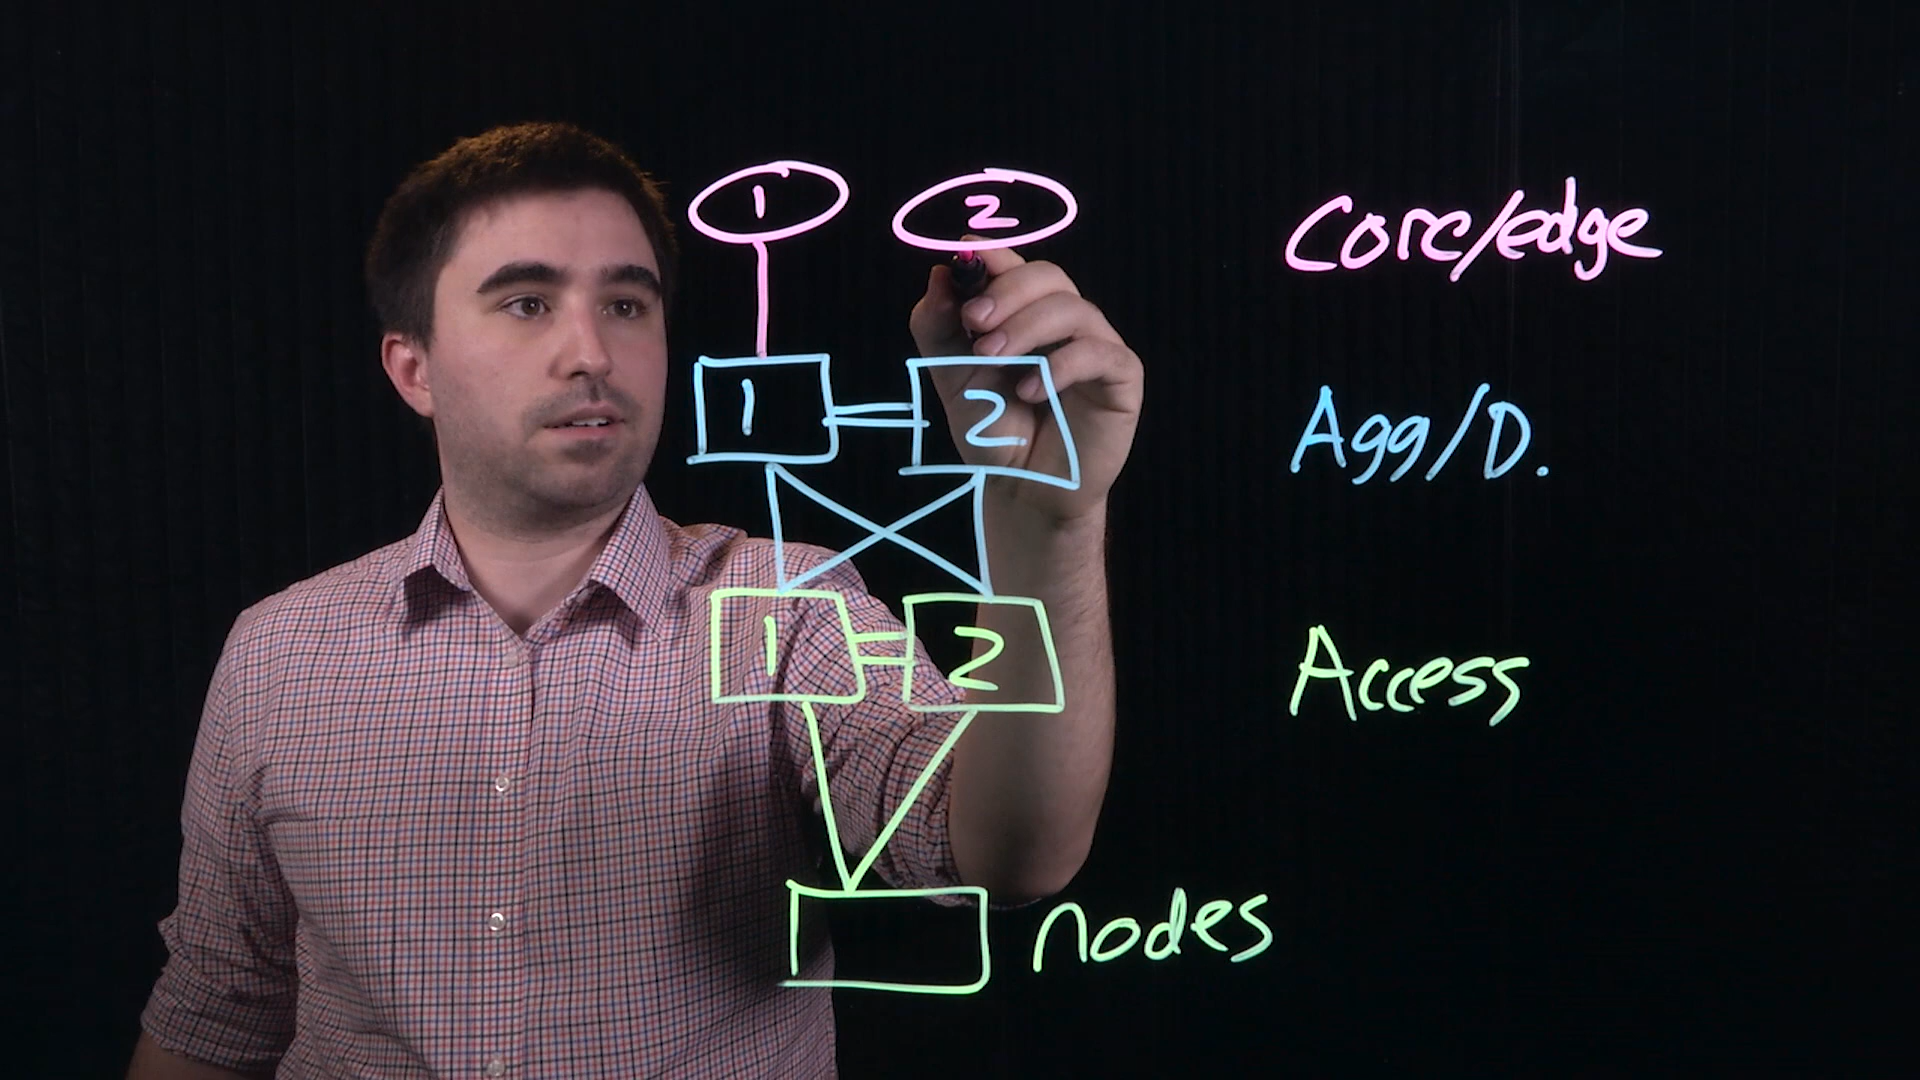 1 2 Core/edge
1 2 Agg/D.
1 2 Access
nodes